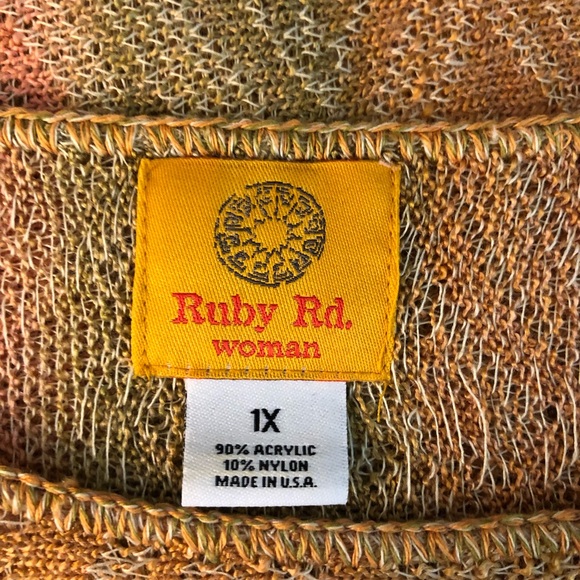 Ruby Rd.
woman
1X
90% ACRYLIC
10% NYLON
MADE IN U.S.A.